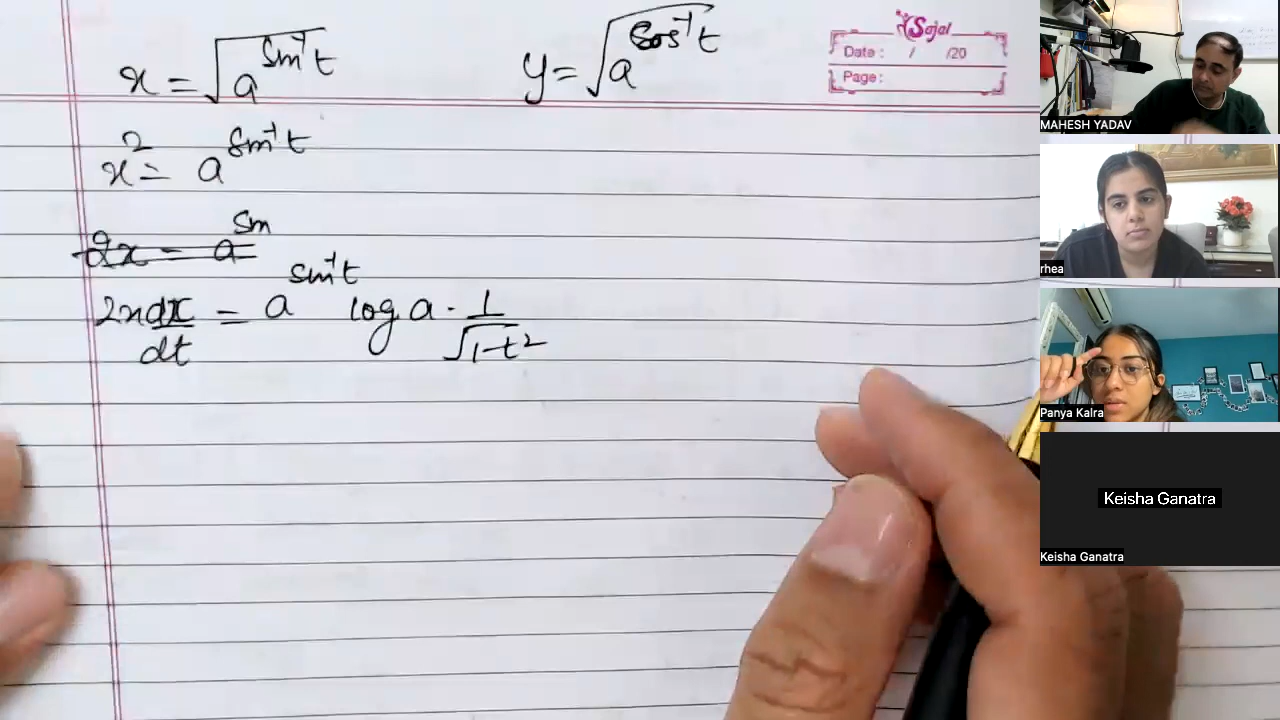 x = √a^sin⁻¹t y = √a^cos⁻¹t
Sajal
Date : / /20
Page :
x² = a^sin⁻¹t
2x = a^sin
2x dx/dt = a^sin⁻¹t log a · 1/√1-t²
MAHESH YADAV
rhea
Panya Kalra
Keisha Ganatra
Keisha Ganatra